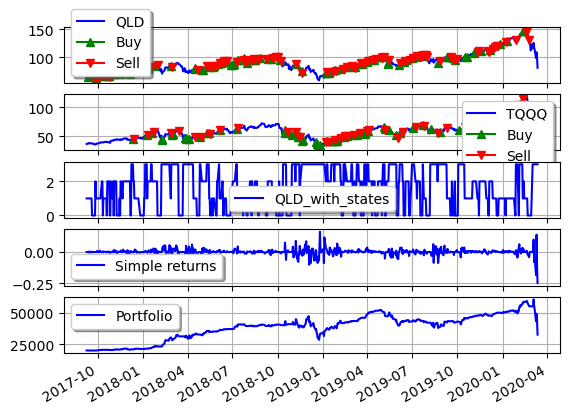 150
100
QLD
Buy
Sell
100
50
TQQQ
Buy
Sell
2
0
QLD_with_states
0.00
−0.25
Simple returns
50000
25000
Portfolio
2017-10
2018-01
2018-04
2018-07
2018-10
2019-01
2019-04
2019-07
2019-10
2020-01
2020-04